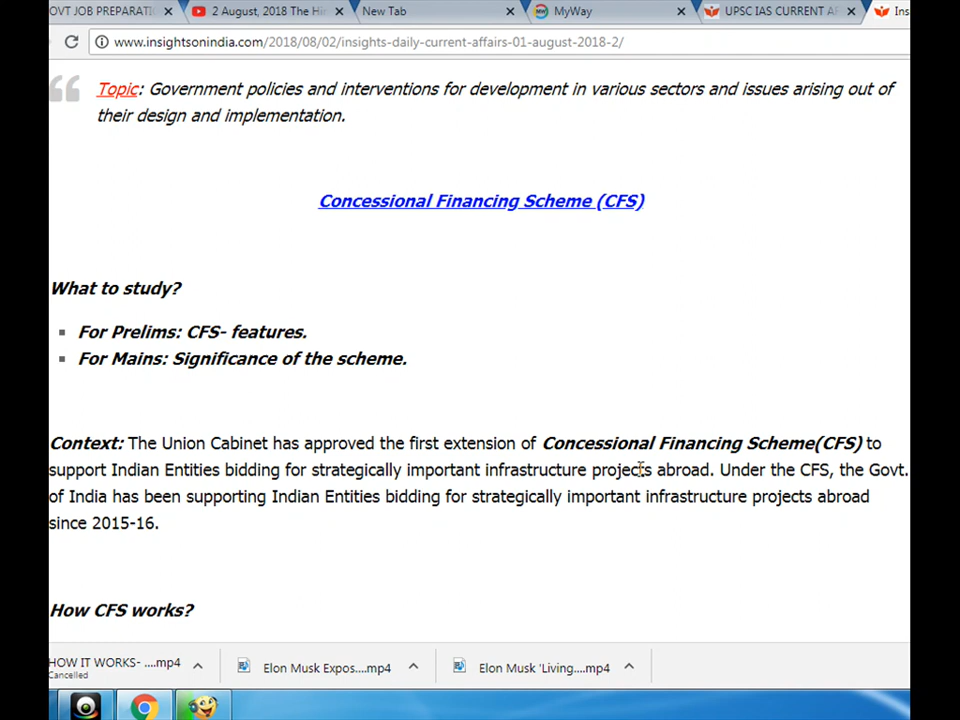 OVT JOB PREPARATI
2 August, 2018 The Hi
New Tab
MyWay
UPSC IAS CURRENT AF
Ins
www.insightsonindia.com/2018/08/02/insights-daily-current-affairs-01-august-2018-2/
Topic: Government policies and interventions for development in various sectors and issues arising out of
their design and implementation.
Concessional Financing Scheme (CFS)
What to study?
For Prelims: CFS- features.
For Mains: Significance of the scheme.
Context: The Union Cabinet has approved the first extension of Concessional Financing Scheme(CFS) to
support Indian Entities bidding for strategically important infrastructure projects abroad. Under the CFS, the Govt.
of India has been supporting Indian Entities bidding for strategically important infrastructure projects abroad
since 2015-16.
How CFS works?
HOW IT WORKS- ....mp4
Cancelled
Elon Musk Expos....mp4
Elon Musk 'Living....mp4